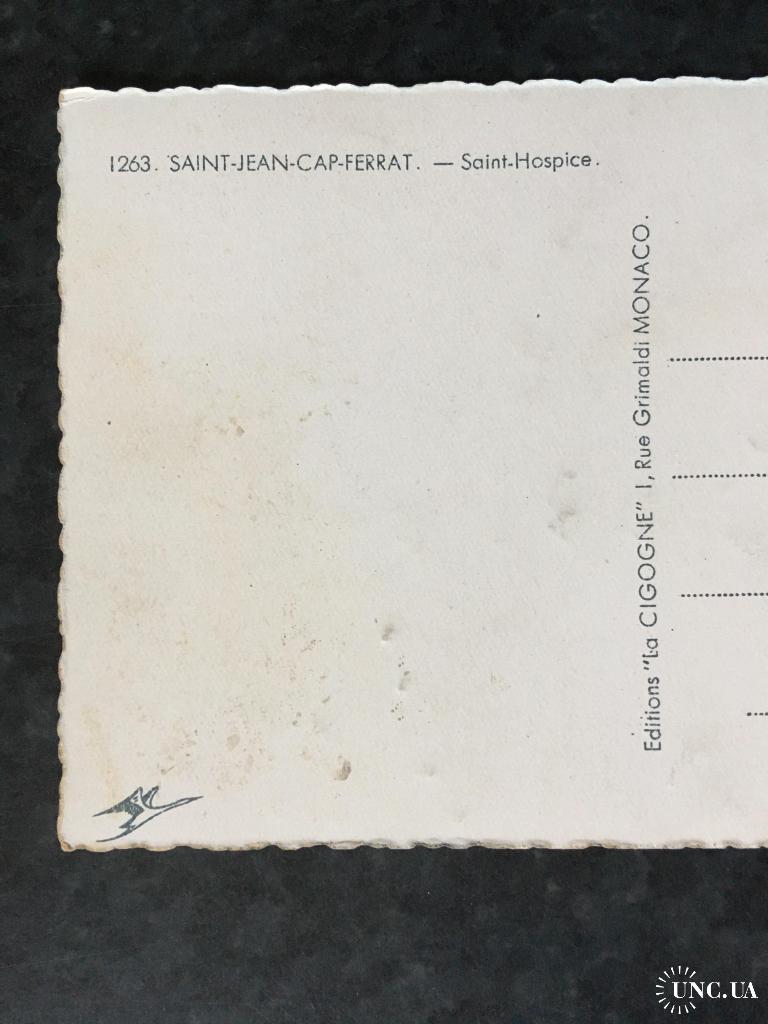 1263. SAINT-JEAN-CAP-FERRAT. — Saint-Hospice.
Editions "La CIGOGNE" 1, Rue Grimaldi MONACO.
UNC.UA